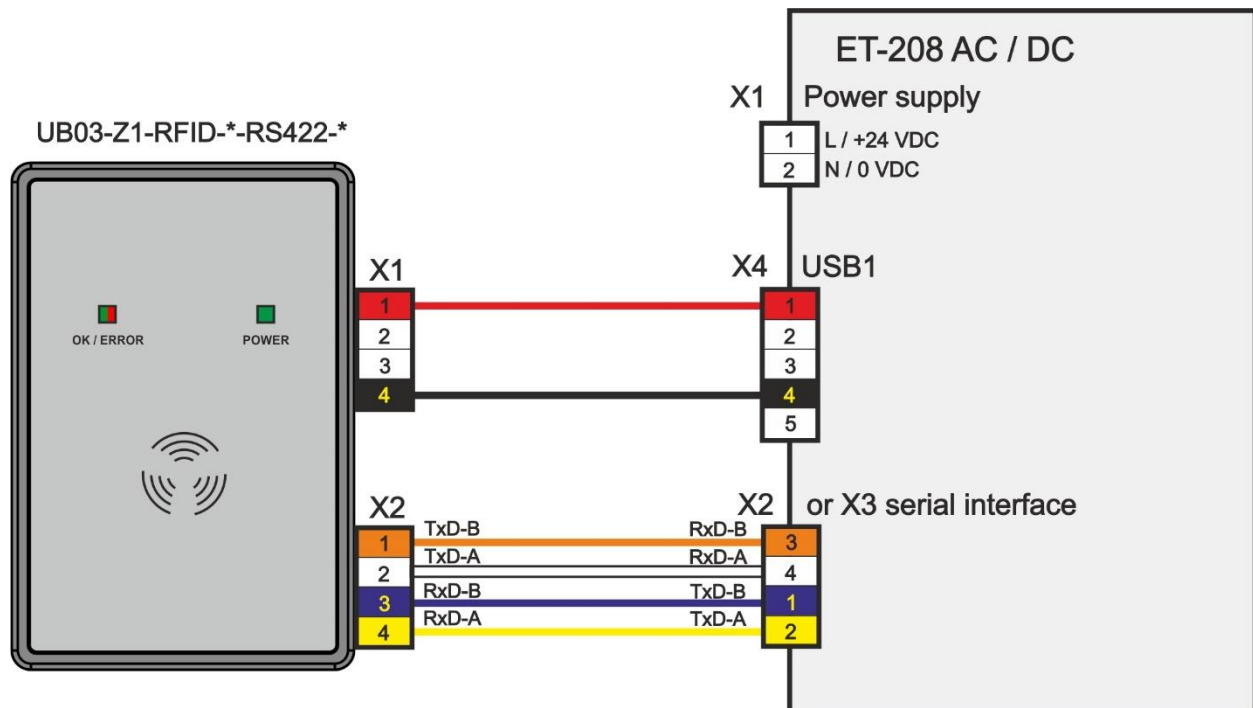 ET-208 AC / DC
X1 Power supply
1 L / +24 VDC
2 N / 0 VDC
UB03-Z1-RFID-*-RS422-*
OK / ERROR
POWER
X1
1
2
3
4
X4 USB1
1
2
3
4
5
X2
X2 or X3 serial interface
1 TxD-B RxD-B 3
2 TxD-A RxD-A 4
3 RxD-B TxD-B 1
4 RxD-A TxD-A 2